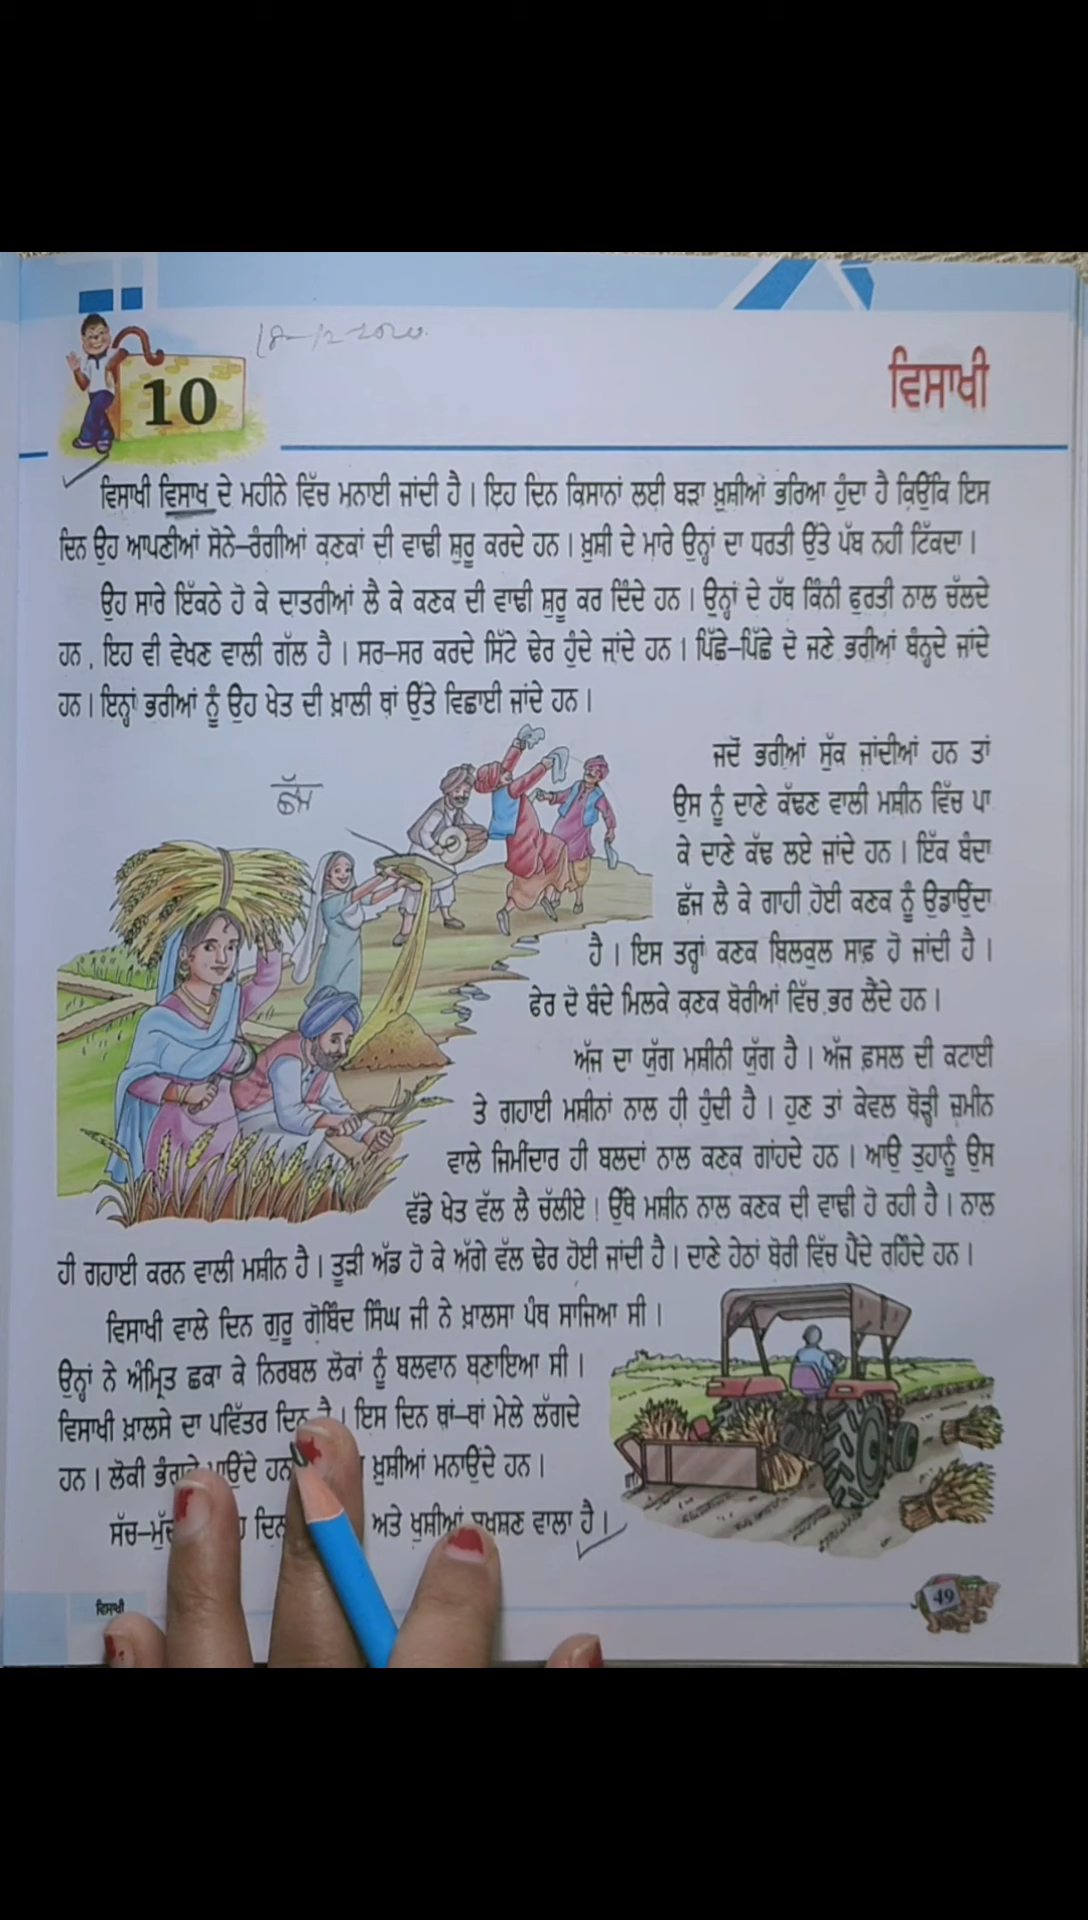 18-12-2020.
10
ਵਿਸਾਖੀ
ਵਿਸਾਖੀ ਵਿਸਾਖ ਦੇ ਮਹੀਨੇ ਵਿੱਚ ਮਨਾਈ ਜਾਂਦੀ ਹੈ । ਇਹ ਦਿਨ ਕਿਸਾਨਾਂ ਲਈ ਬੜਾ ਖ਼ੁਸ਼ੀਆਂ ਭਰਿਆ ਹੁੰਦਾ ਹੈ ਕਿਉਂਕਿ ਇਸ
ਦਿਨ ਉਹ ਆਪਣੀਆਂ ਸੋਨੇ–ਰੰਗੀਆਂ ਕਣਕਾਂ ਦੀ ਵਾਢੀ ਸ਼ੁਰੂ ਕਰਦੇ ਹਨ । ਖ਼ੁਸ਼ੀ ਦੇ ਮਾਰੇ ਉਨ੍ਹਾਂ ਦਾ ਧਰਤੀ ਉੱਤੇ ਪੱਬ ਨਹੀ ਟਿੱਕਦਾ ।
ਉਹ ਸਾਰੇ ਇੱਕਠੇ ਹੋ ਕੇ ਦਾਤਰੀਆਂ ਲੈ ਕੇ ਕਣਕ ਦੀ ਵਾਢੀ ਸ਼ੁਰੂ ਕਰ ਦਿੰਦੇ ਹਨ । ਉਨ੍ਹਾਂ ਦੇ ਹੱਥ ਕਿੰਨੀ ਫੁਰਤੀ ਨਾਲ ਚੱਲਦੇ
ਹਨ , ਇਹ ਵੀ ਵੇਖਣ ਵਾਲੀ ਗੱਲ ਹੈ । ਸਰ–ਸਰ ਕਰਦੇ ਸਿੱਟੇ ਢੇਰ ਹੁੰਦੇ ਜਾਂਦੇ ਹਨ । ਪਿੱਛੇ–ਪਿੱਛੇ ਦੋ ਜਣੇ ਭਰੀਆਂ ਬੰਨ੍ਹਦੇ ਜਾਂਦੇ
ਹਨ । ਇਨ੍ਹਾਂ ਭਰੀਆਂ ਨੂੰ ਉਹ ਖੇਤ ਦੀ ਖ਼ਾਲੀ ਥਾਂ ਉੱਤੇ ਵਿਛਾਈ ਜਾਂਦੇ ਹਨ ।
ਜਦੋਂ ਭਰੀਆਂ ਸੁੱਕ ਜਾਂਦੀਆਂ ਹਨ ਤਾਂ
ਉਸ ਨੂੰ ਦਾਣੇ ਕੱਢਣ ਵਾਲੀ ਮਸ਼ੀਨ ਵਿੱਚ ਪਾ
ਕੇ ਦਾਣੇ ਕੱਢ ਲਏ ਜਾਂਦੇ ਹਨ । ਇੱਕ ਬੰਦਾ
ਛੱਜ ਲੈ ਕੇ ਗਾਹੀ ਹੋਈ ਕਣਕ ਨੂੰ ਉਡਾਉਂਦਾ
ਹੈ । ਇਸ ਤਰ੍ਹਾਂ ਕਣਕ ਬਿਲਕੁਲ ਸਾਫ਼ ਹੋ ਜਾਂਦੀ ਹੈ ।
ਫੇਰ ਦੋ ਬੰਦੇ ਮਿਲਕੇ ਕਣਕ ਬੋਰੀਆਂ ਵਿੱਚ ਭਰ ਲੈਂਦੇ ਹਨ ।
ਅੱਜ ਦਾ ਯੁੱਗ ਮਸ਼ੀਨੀ ਯੁੱਗ ਹੈ । ਅੱਜ ਫ਼ਸਲ ਦੀ ਕਟਾਈ
ਤੇ ਗਹਾਈ ਮਸ਼ੀਨਾਂ ਨਾਲ ਹੀ ਹੁੰਦੀ ਹੈ । ਹੁਣ ਤਾਂ ਕੇਵਲ ਥੋੜ੍ਹੀ ਜ਼ਮੀਨ
ਵਾਲੇ ਜਿਮੀਂਦਾਰ ਹੀ ਬਲਦਾਂ ਨਾਲ ਕਣਕ ਗਾਂਹਦੇ ਹਨ । ਆਉ ਤੁਹਾਨੂੰ ਉਸ
ਵੱਡੇ ਖੇਤ ਵੱਲ ਲੈ ਚੱਲੀਏ ! ਉੱਥੇ ਮਸ਼ੀਨ ਨਾਲ ਕਣਕ ਦੀ ਵਾਢੀ ਹੋ ਰਹੀ ਹੈ । ਨਾਲ
ਹੀ ਗਹਾਈ ਕਰਨ ਵਾਲੀ ਮਸ਼ੀਨ ਹੈ । ਤੂੜੀ ਅੱਡ ਹੋ ਕੇ ਅੱਗੇ ਵੱਲ ਢੇਰ ਹੋਈ ਜਾਂਦੀ ਹੈ । ਦਾਣੇ ਹੇਠਾਂ ਬੋਰੀ ਵਿੱਚ ਪੈਂਦੇ ਰਹਿੰਦੇ ਹਨ ।
ਵਿਸਾਖੀ ਵਾਲੇ ਦਿਨ ਗੁਰੂ ਗੋਬਿੰਦ ਸਿੰਘ ਜੀ ਨੇ ਖ਼ਾਲਸਾ ਪੰਥ ਸਾਜਿਆ ਸੀ ।
ਉਨ੍ਹਾਂ ਨੇ ਅੰਮ੍ਰਿਤ ਛਕਾ ਕੇ ਨਿਰਬਲ ਲੋਕਾਂ ਨੂੰ ਬਲਵਾਨ ਬਣਾਇਆ ਸੀ ।
ਵਿਸਾਖੀ ਖ਼ਾਲਸੇ ਦਾ ਪਵਿੱਤਰ ਦਿਨ ਹੈ । ਇਸ ਦਿਨ ਥਾਂ–ਥਾਂ ਮੇਲੇ ਲੱਗਦੇ
ਹਨ । ਲੋਕੀ ਭੰਗੜੇ ਪਾਉਂਦੇ ਹਨ ਖ਼ੁਸ਼ੀਆਂ ਮਨਾਉਂਦੇ ਹਨ ।
ਸੱਚ–ਮੁੱਚ ਦਿਨ ਅਤੇ ਖੁਸ਼ੀਆਂ ਬਖਸ਼ਣ ਵਾਲਾ ਹੈ ।
ਵਿਸਾਖੀ
49